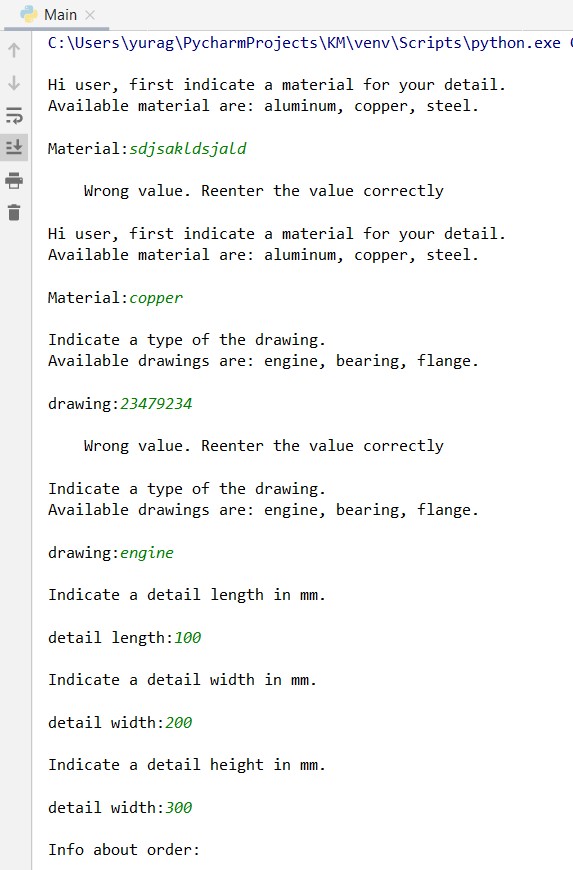 Main
C:\Users\yurag\PycharmProjects\KM\venv\Scripts\python.exe
Hi user, first indicate a material for your detail.
Available material are: aluminum, copper, steel.
Material:sdjsakldsjald
Wrong value. Reenter the value correctly
Hi user, first indicate a material for your detail.
Available material are: aluminum, copper, steel.
Material:copper
Indicate a type of the drawing.
Available drawings are: engine, bearing, flange.
drawing:23479234
Wrong value. Reenter the value correctly
Indicate a type of the drawing.
Available drawings are: engine, bearing, flange.
drawing:engine
Indicate a detail length in mm.
detail length:100
Indicate a detail width in mm.
detail width:200
Indicate a detail height in mm.
detail width:300
Info about order: